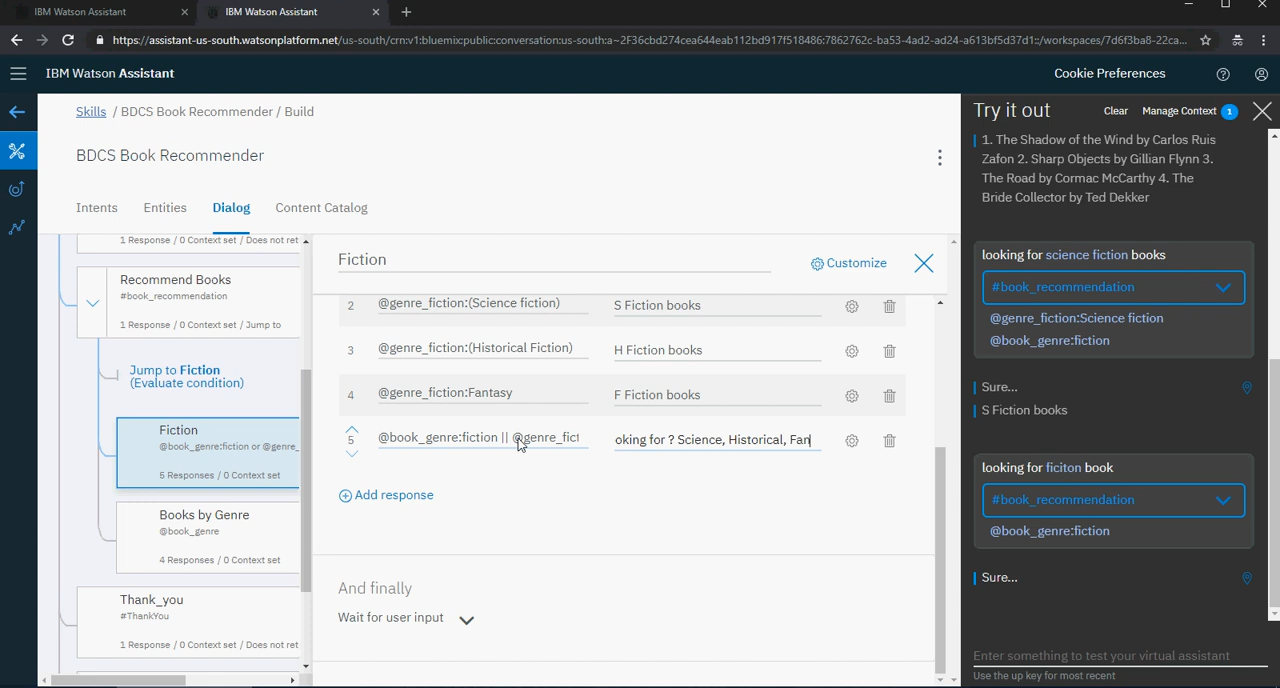 IBM Watson Assistant
IBM Watson Assistant
https://assistant-us-south.watsonplatform.net/us-south/crn:v1:bluemix:public:conversation:us-south:a~2F36cbd274cea644eab112bd917f518486:7862762c-ba53-4ad2-ad24-a613bf5d37d1::/workspaces/7d6f3ba8-22ca...
IBM Watson Assistant
Cookie Preferences
Skills / BDCS Book Recommender / Build
BDCS Book Recommender
Intents Entities Dialog Content Catalog
1 Response / 0 Context set / Does not ret
Recommend Books
#book_recommendation
1 Response / 0 Context set / Jump to
Jump to Fiction
(Evaluate condition)
Fiction
@book_genre:fiction or @genre_
5 Responses / 0 Context set
Books by Genre
@book_genre
4 Responses / 0 Context set
Thank_you
#ThankYou
1 Response / 0 Context set / Does not ret
Fiction
Customize
2 @genre_fiction:(Science fiction) S Fiction books
3 @genre_fiction:(Historical Fiction) H Fiction books
4 @genre_fiction:Fantasy F Fiction books
5 @book_genre:fiction || @genre_fict oking for ? Science, Historical, Fan
Add response
And finally
Wait for user input
Try it out Clear Manage Context 1
1. The Shadow of the Wind by Carlos Ruis
Zafon 2. Sharp Objects by Gillian Flynn 3.
The Road by Cormac McCarthy 4. The
Bride Collector by Ted Dekker
looking for science fiction books
#book_recommendation
@genre_fiction:Science fiction
@book_genre:fiction
Sure...
S Fiction books
looking for ficiton book
#book_recommendation
@book_genre:fiction
Sure...
Enter something to test your virtual assistant
Use the up key for most recent